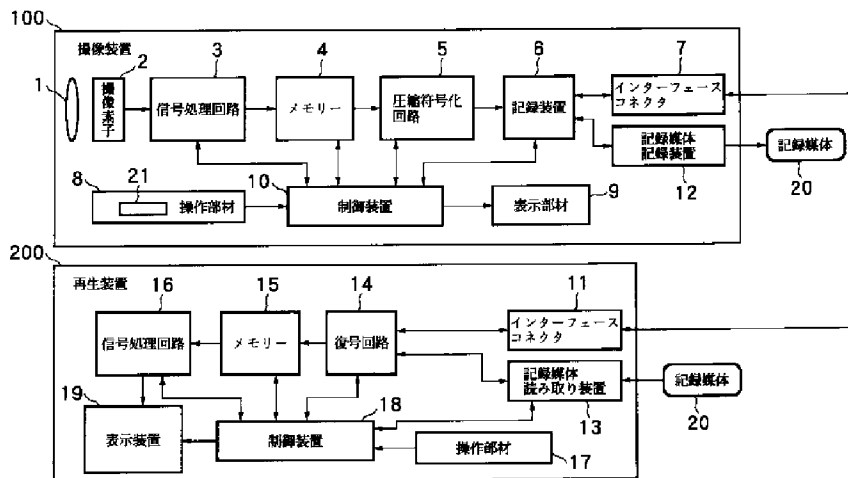 100
撮像装置
1
2
3
4
5
6
7
撮像素子
信号処理回路
メモリー
圧縮符号化
回路
記録装置
インターフェース
コネクタ
記録媒体
記録装置
12
記録媒体
20
8
21
操作部材
10
制御装置
表示部材
9
200
再生装置
16
15
14
11
信号処理回路
メモリー
復号回路
インターフェース
コネクタ
記録媒体
読み取り装置
13
記録媒体
20
19
表示装置
18
制御装置
操作部材
17